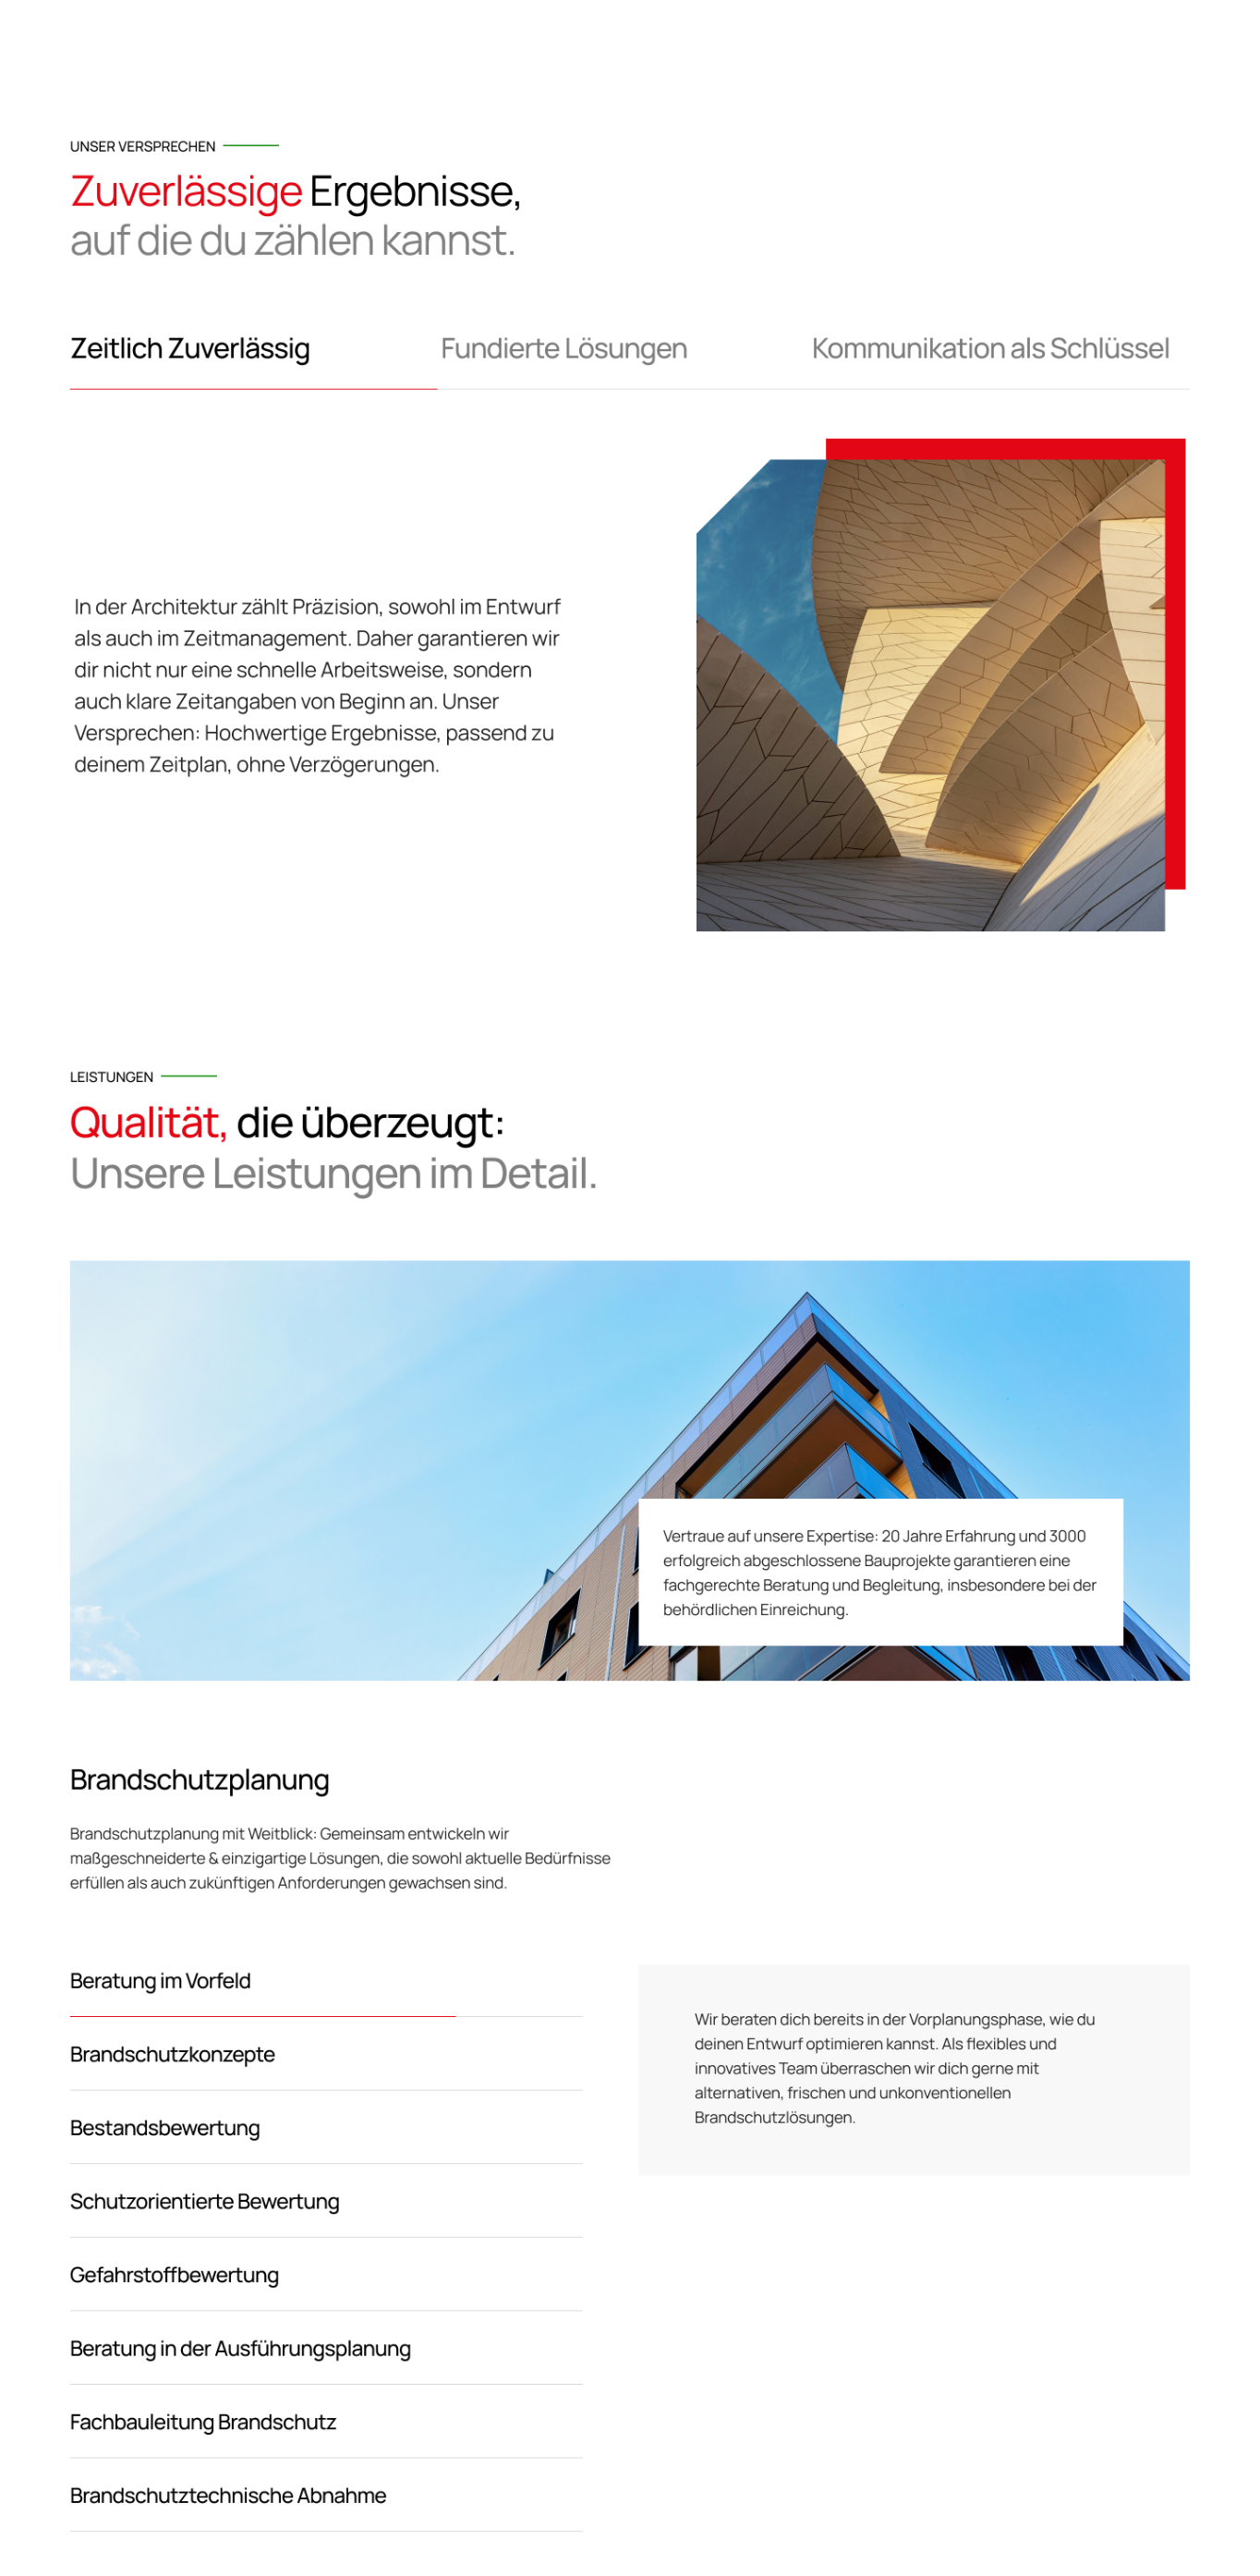 UNSER VERSPRECHEN
Zuverlässige Ergebnisse,
auf die du zählen kannst.
Zeitlich Zuverlässig
Fundierte Lösungen
Kommunikation als Schlüssel
In der Architektur zählt Präzision, sowohl im Entwurf
als auch im Zeitmanagement. Daher garantieren wir
dir nicht nur eine schnelle Arbeitsweise, sondern
auch klare Zeitangaben von Beginn an. Unser
Versprechen: Hochwertige Ergebnisse, passend zu
deinem Zeitplan, ohne Verzögerungen.
LEISTUNGEN
Qualität, die überzeugt:
Unsere Leistungen im Detail.
Vertraue auf unsere Expertise: 20 Jahre Erfahrung und 3000
erfolgreich abgeschlossene Bauprojekte garantieren eine
fachgerechte Beratung und Begleitung, insbesondere bei der
behördlichen Einreichung.
Brandschutzplanung
Brandschutzplanung mit Weitblick: Gemeinsam entwickeln wir
maßgeschneiderte & einzigartige Lösungen, die sowohl aktuelle Bedürfnisse
erfüllen als auch zukünftigen Anforderungen gewachsen sind.
Beratung im Vorfeld
Brandschutzkonzepte
Bestandsbewertung
Schutzorientierte Bewertung
Gefahrstoffbewertung
Beratung in der Ausführungsplanung
Fachbauleitung Brandschutz
Brandschutztechnische Abnahme
Wir beraten dich bereits in der Vorplanungsphase, wie du
deinen Entwurf optimieren kannst. Als flexibles und
innovatives Team überraschen wir dich gerne mit
alternativen, frischen und unkonventionellen
Brandschutzlösungen.